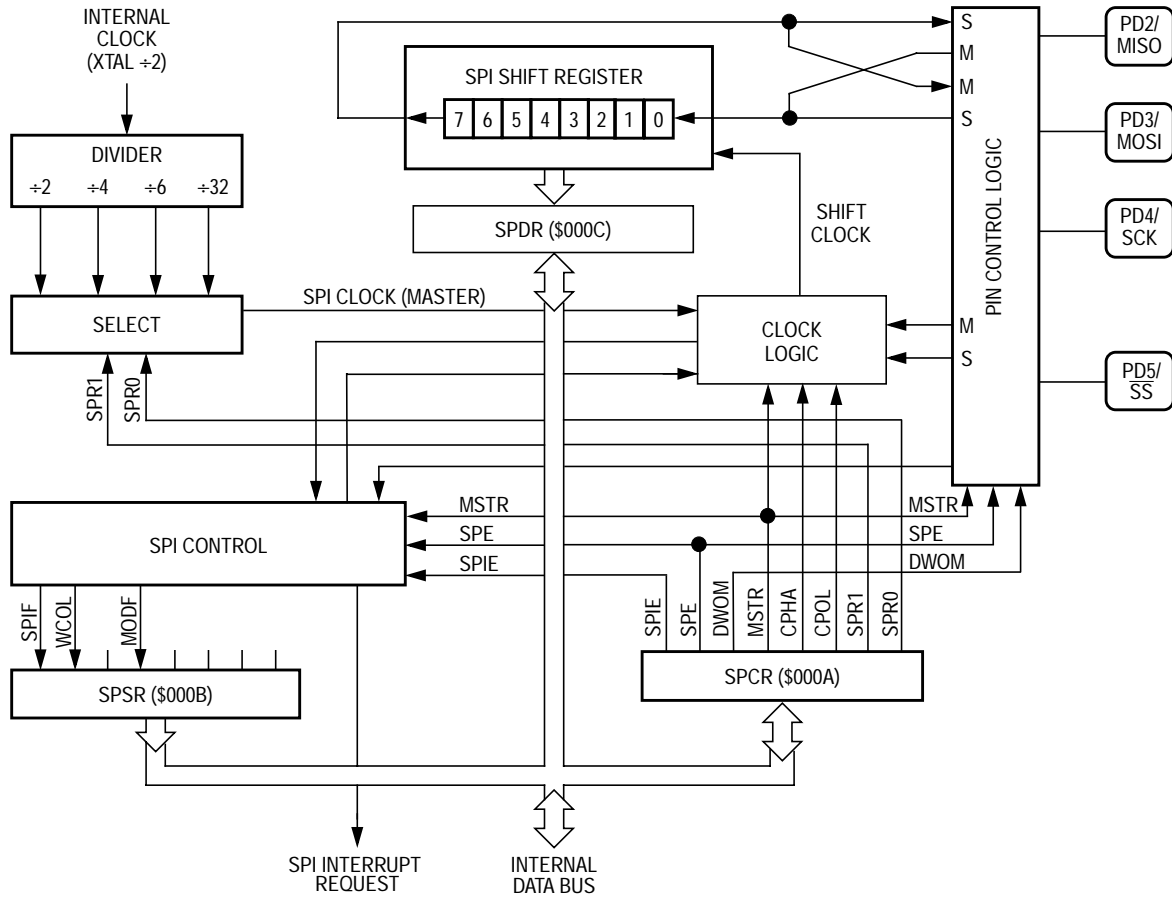 INTERNAL
CLOCK
(XTAL ÷2)
DIVIDER
÷2 ÷4 ÷6 ÷32
SELECT
SPR1
SPR0
SPI SHIFT REGISTER
7 6 5 4 3 2 1 0
SPDR ($000C)
SHIFT
CLOCK
SPI CLOCK (MASTER)
CLOCK
LOGIC
S
M
M
S
M
S
PIN CONTROL LOGIC
PD2/
MISO
PD3/
MOSI
PD4/
SCK
PD5/
SS
SPI CONTROL
MSTR
SPE
SPIE
MSTR
SPE
DWOM
SPIF
WCOL
MODF
SPSR ($000B)
SPIE
SPE
DWOM
MSTR
CPHA
CPOL
SPR1
SPR0
SPCR ($000A)
SPI INTERRUPT
REQUEST
INTERNAL
DATA BUS